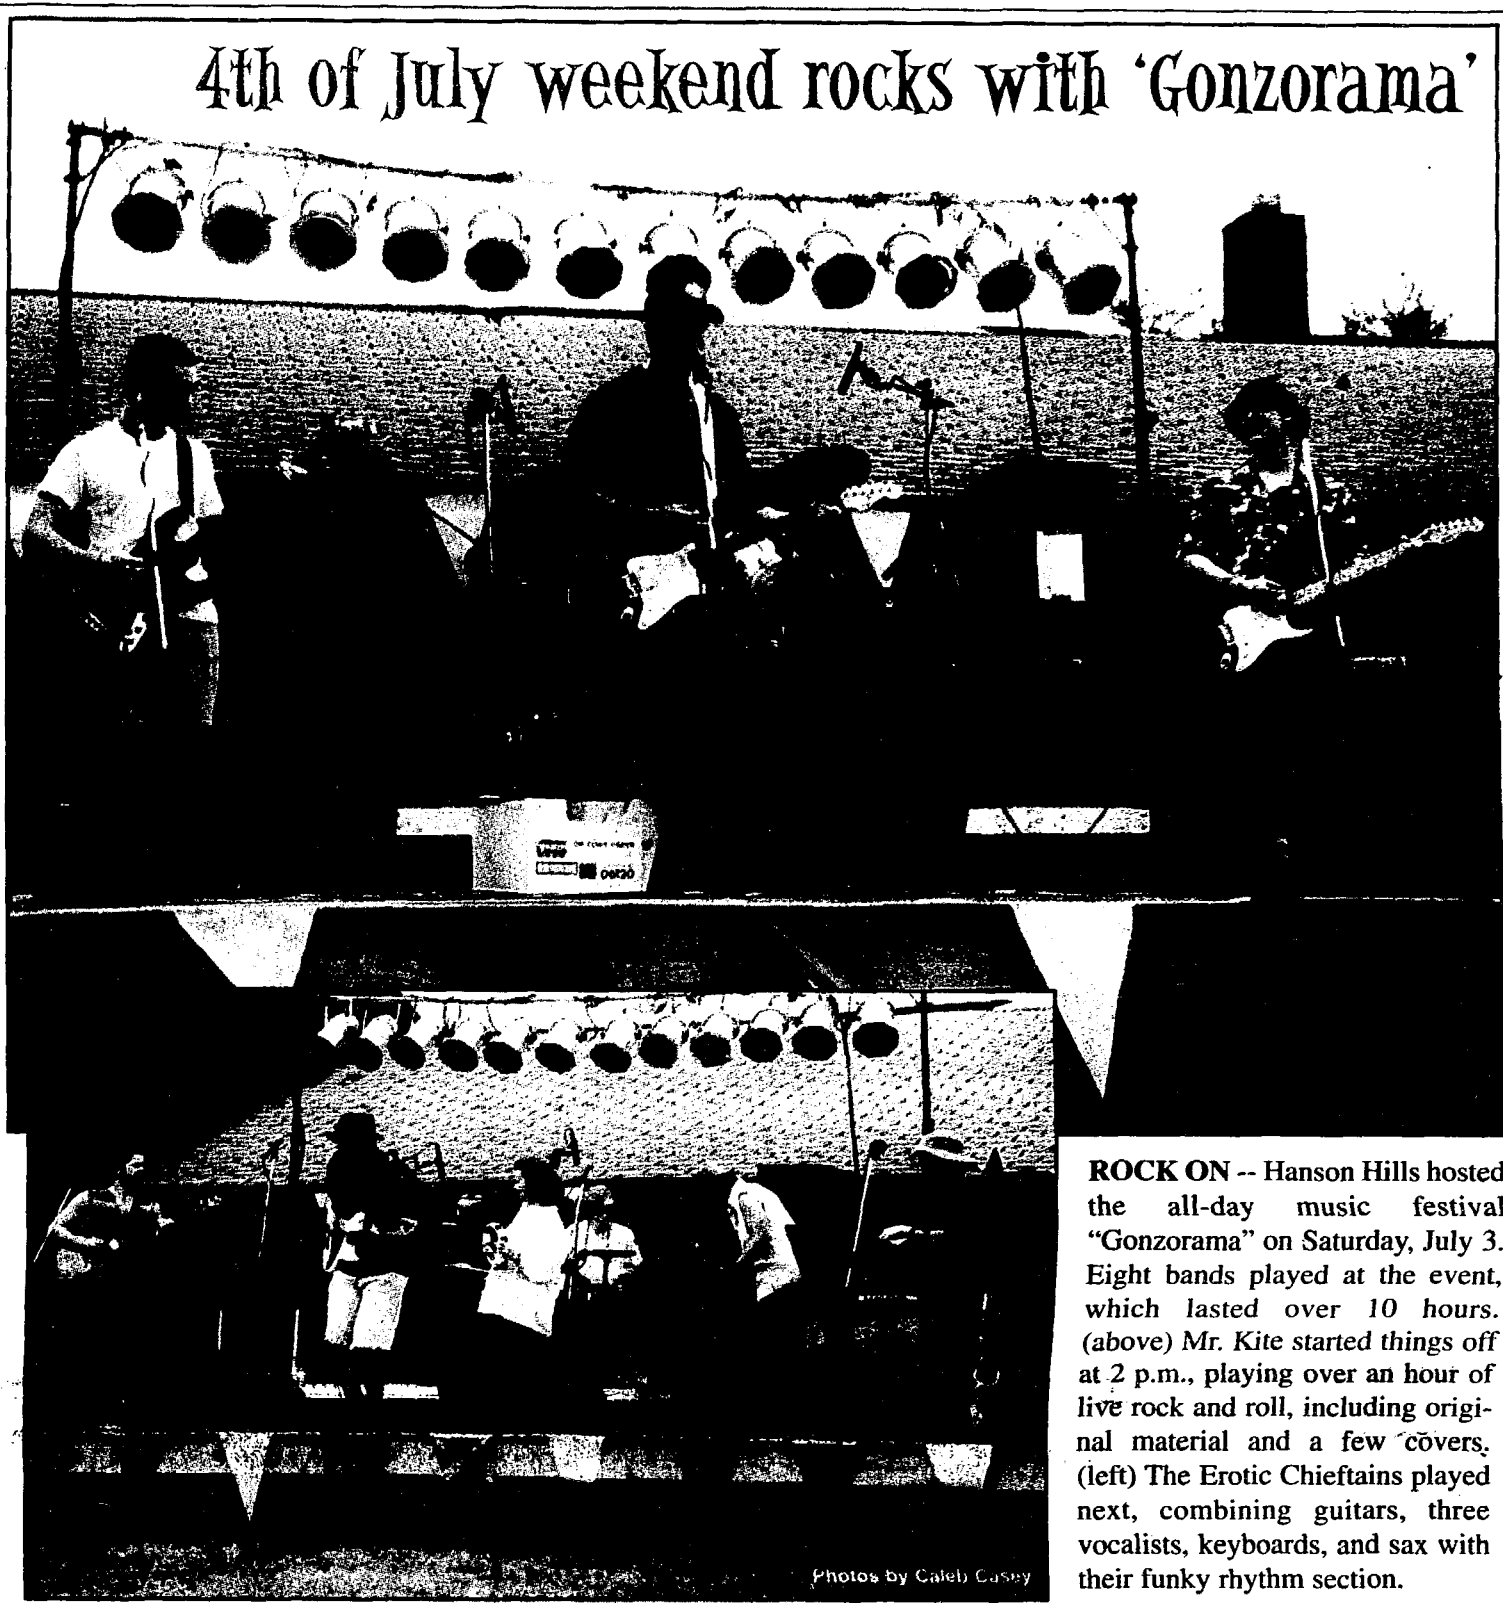 4th of July weekend rocks with ‘Gonzorama’
Photos by Caleb Casey
ROCK ON -- Hanson Hills hosted
the all-day music festival
“Gonzorama” on Saturday, July 3.
Eight bands played at the event,
which lasted over 10 hours.
(above) Mr. Kite started things off
at 2 p.m., playing over an hour of
live rock and roll, including origi-
nal material and a few covers.
(left) The Erotic Chieftains played
next, combining guitars, three
vocalists, keyboards, and sax with
their funky rhythm section.